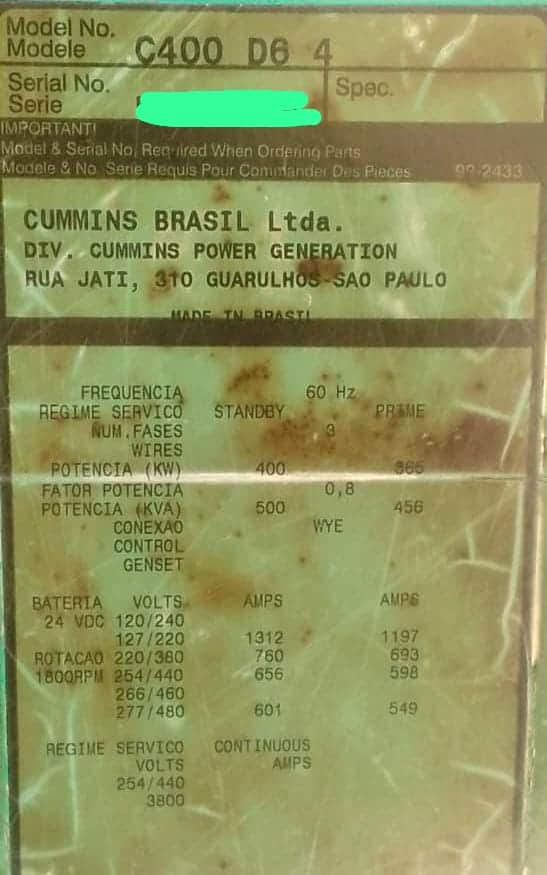 Model No.
Modele C400 D6 4
Serial No.
Serie
Spec.
IMPORTANT!
Model & Serial No. Required When Ordering Parts
Modele & No Serie Requis Pour Commander Des Pieces 99-2433
CUMMINS BRASIL Ltda.
DIV. CUMMINS POWER GENERATION
RUA JATI, 310 GUARULHOS-SAO PAULO
MADE IN BRASIL
FREQUENCIA 60 Hz
REGIME SERVICO STANDBY PRIME
NUM.FASES 3
WIRES
POTENCIA (KW) 400 365
FATOR POTENCIA 0,8
POTENCIA (KVA) 500 456
CONEXAO WYE
CONTROL
GENSET
BATERIA VOLTS AMPS AMPS
24 VDC 120/240
127/220 1312 1197
ROTACAO 220/380 760 693
1800RPM 254/440 656 598
266/460
277/480 601 549
REGIME SERVICO CONTINUOUS
VOLTS AMPS
254/440
3800